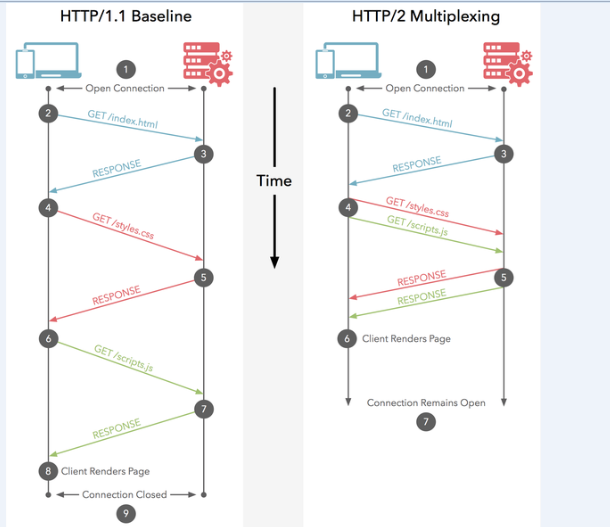 HTTP/1.1 Baseline
1
Open Connection
2
GET /index.html
3
RESPONSE
4
GET /styles.css
5
RESPONSE
6
GET /scripts.js
7
RESPONSE
8 Client Renders Page
Connection Closed
9
Time
HTTP/2 Multiplexing
1
Open Connection
2
GET /index.html
3
RESPONSE
4
GET /styles.css
GET /scripts.js
5
RESPONSE
RESPONSE
6 Client Renders Page
Connection Remains Open
7